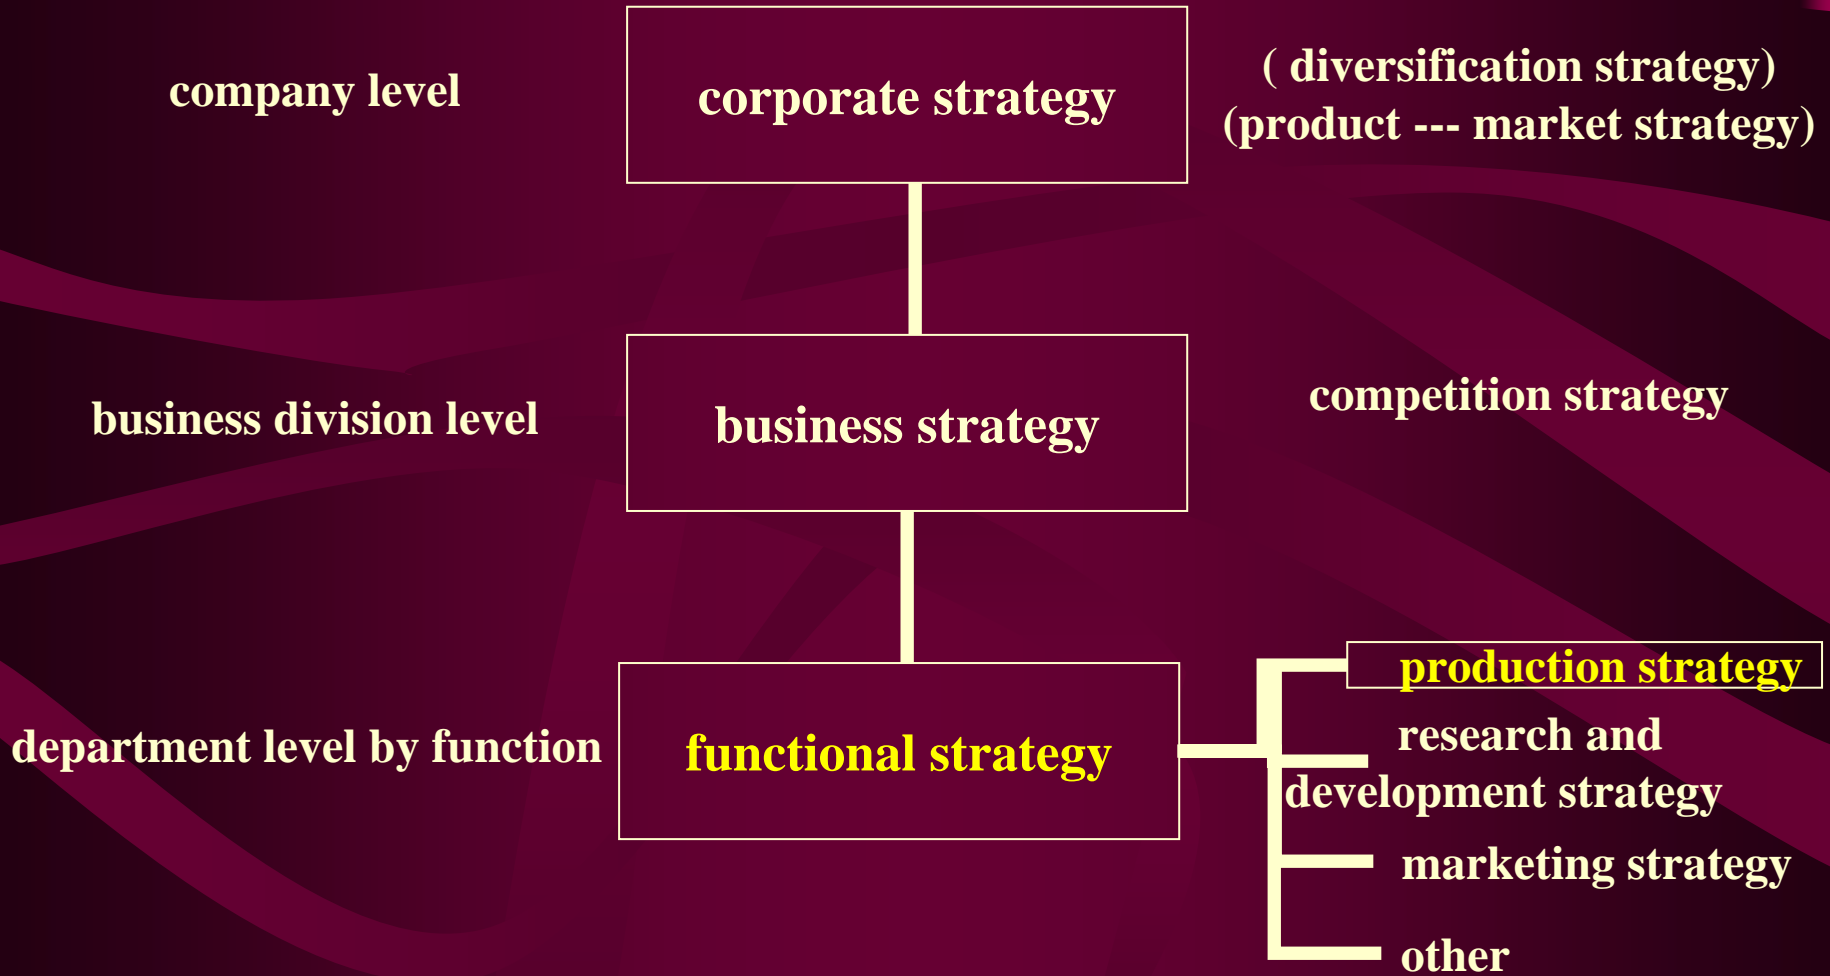 company level
corporate strategy
( diversification strategy)
(product --- market strategy)
business division level
business strategy
competition strategy
department level by function
functional strategy
production strategy
research and
development strategy
marketing strategy
other